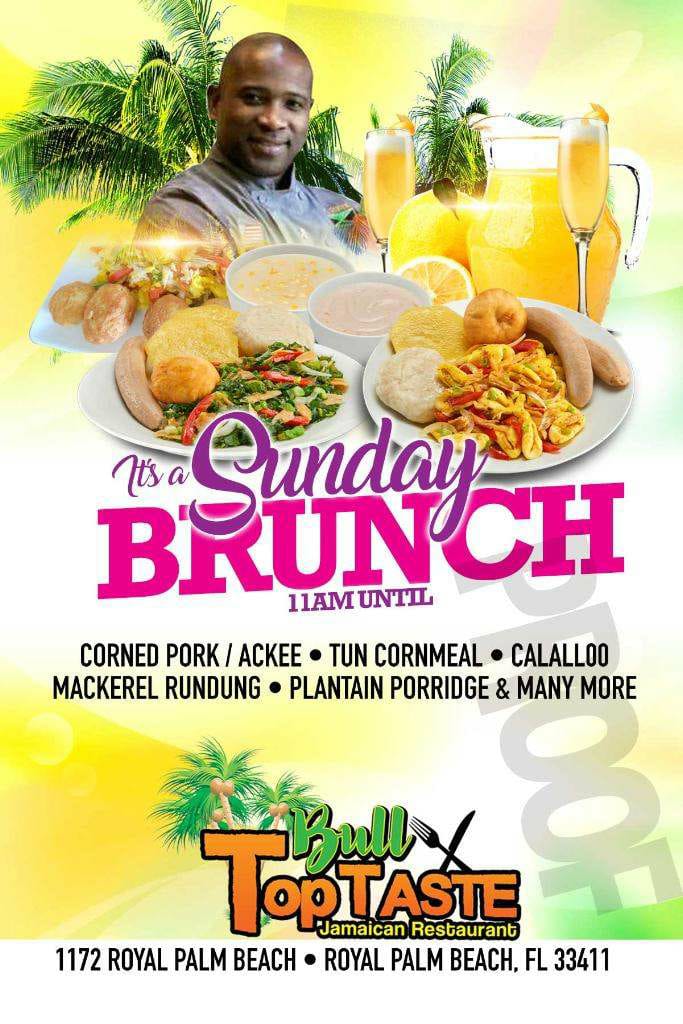 It's a Sunday
BRUNCH
11AM UNTIL
CORNED PORK / ACKEE • TUN CORNMEAL • CALALLOO
MACKEREL RUNDUNG • PLANTAIN PORRIDGE & MANY MORE
PROOF
Bull
TOP TASTE
Jamaican Restaurant
1172 ROYAL PALM BEACH • ROYAL PALM BEACH, FL 33411